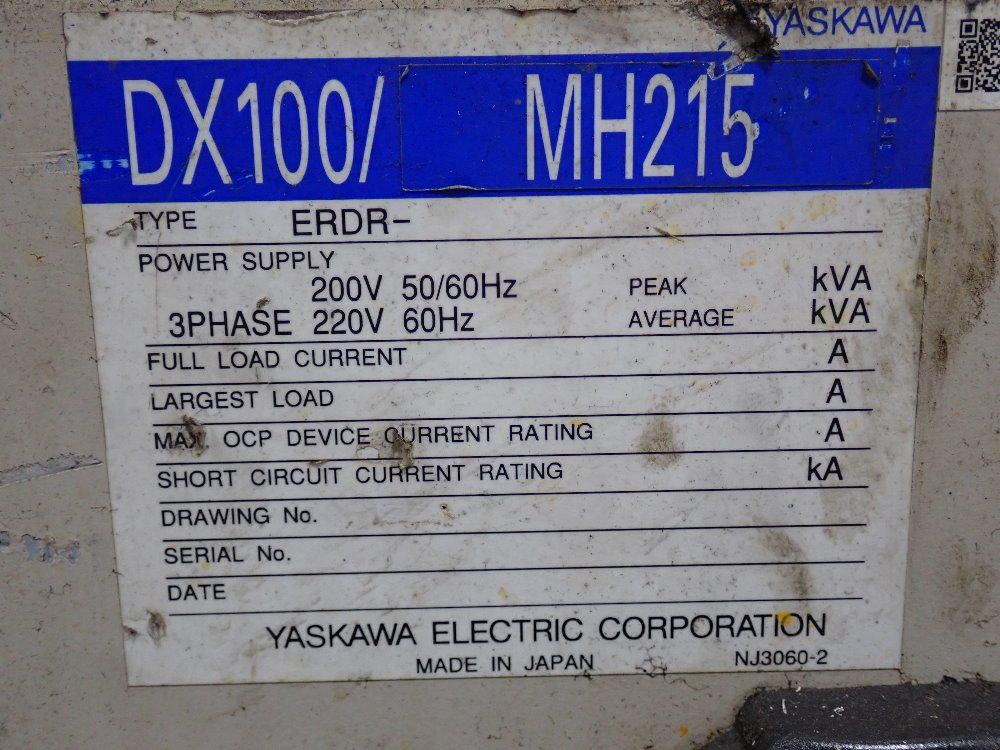 YASKAWA
DX100/ MH215
TYPE ERDR-
POWER SUPPLY
200V 50/60Hz PEAK kVA
3PHASE 220V 60Hz AVERAGE kVA
FULL LOAD CURRENT A
LARGEST LOAD A
MAX. OCP DEVICE CURRENT RATING A
SHORT CIRCUIT CURRENT RATING kA
DRAWING No.
SERIAL No.
DATE
YASKAWA ELECTRIC CORPORATION
MADE IN JAPAN NJ3060-2